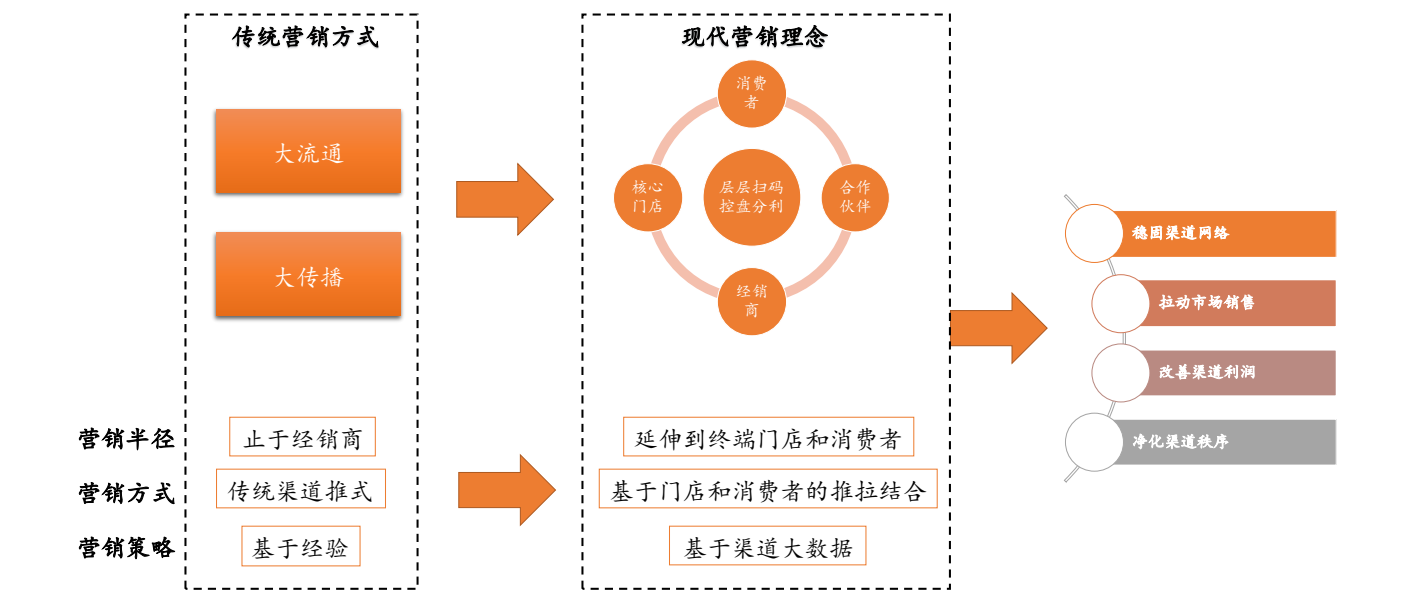 传统营销方式
现代营销理念
大流通
大传播
消费
者
核心
门店
层层扫码
控盘分利
合作
伙伴
经销
商
稳固渠道网络
拉动市场销售
改善渠道利润
净化渠道秩序
营销半径
止于经销商
延伸到终端门店和消费者
营销方式
传统渠道推式
基于门店和消费者的推拉结合
营销策略
基于经验
基于渠道大数据